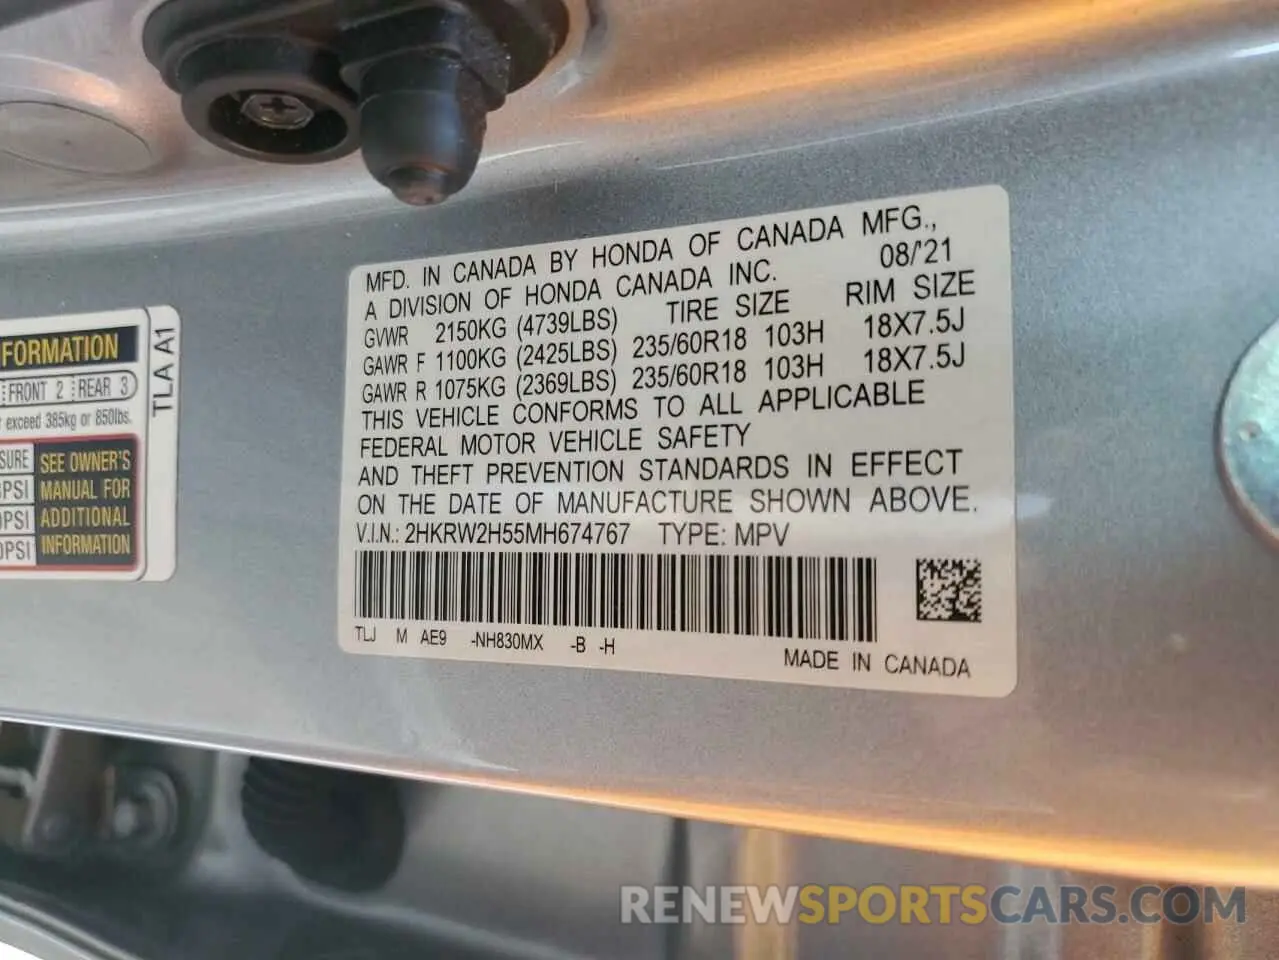 MFD. IN CANADA BY HONDA OF CANADA MFG.,
A DIVISION OF HONDA CANADA INC. 08/'21
GVWR 2150KG (4739LBS) TIRE SIZE RIM SIZE
GAWR F 1100KG (2425LBS) 235/60R18 103H 18X7.5J
GAWR R 1075KG (2369LBS) 235/60R18 103H 18X7.5J
THIS VEHICLE CONFORMS TO ALL APPLICABLE
FEDERAL MOTOR VEHICLE SAFETY
AND THEFT PREVENTION STANDARDS IN EFFECT
ON THE DATE OF MANUFACTURE SHOWN ABOVE.
V.I.N.: 2HKRW2H55MH674767 TYPE: MPV
TLJ M AE9 -NH830MX -B -H
MADE IN CANADA
FORMATION
FRONT 2 REAR 3
exceed 385kg or 850lbs.
SURE SEE OWNER'S
PSI MANUAL FOR
PSI ADDITIONAL
PSI INFORMATION
TLA A1
RENEWSPORTSCARS.COM